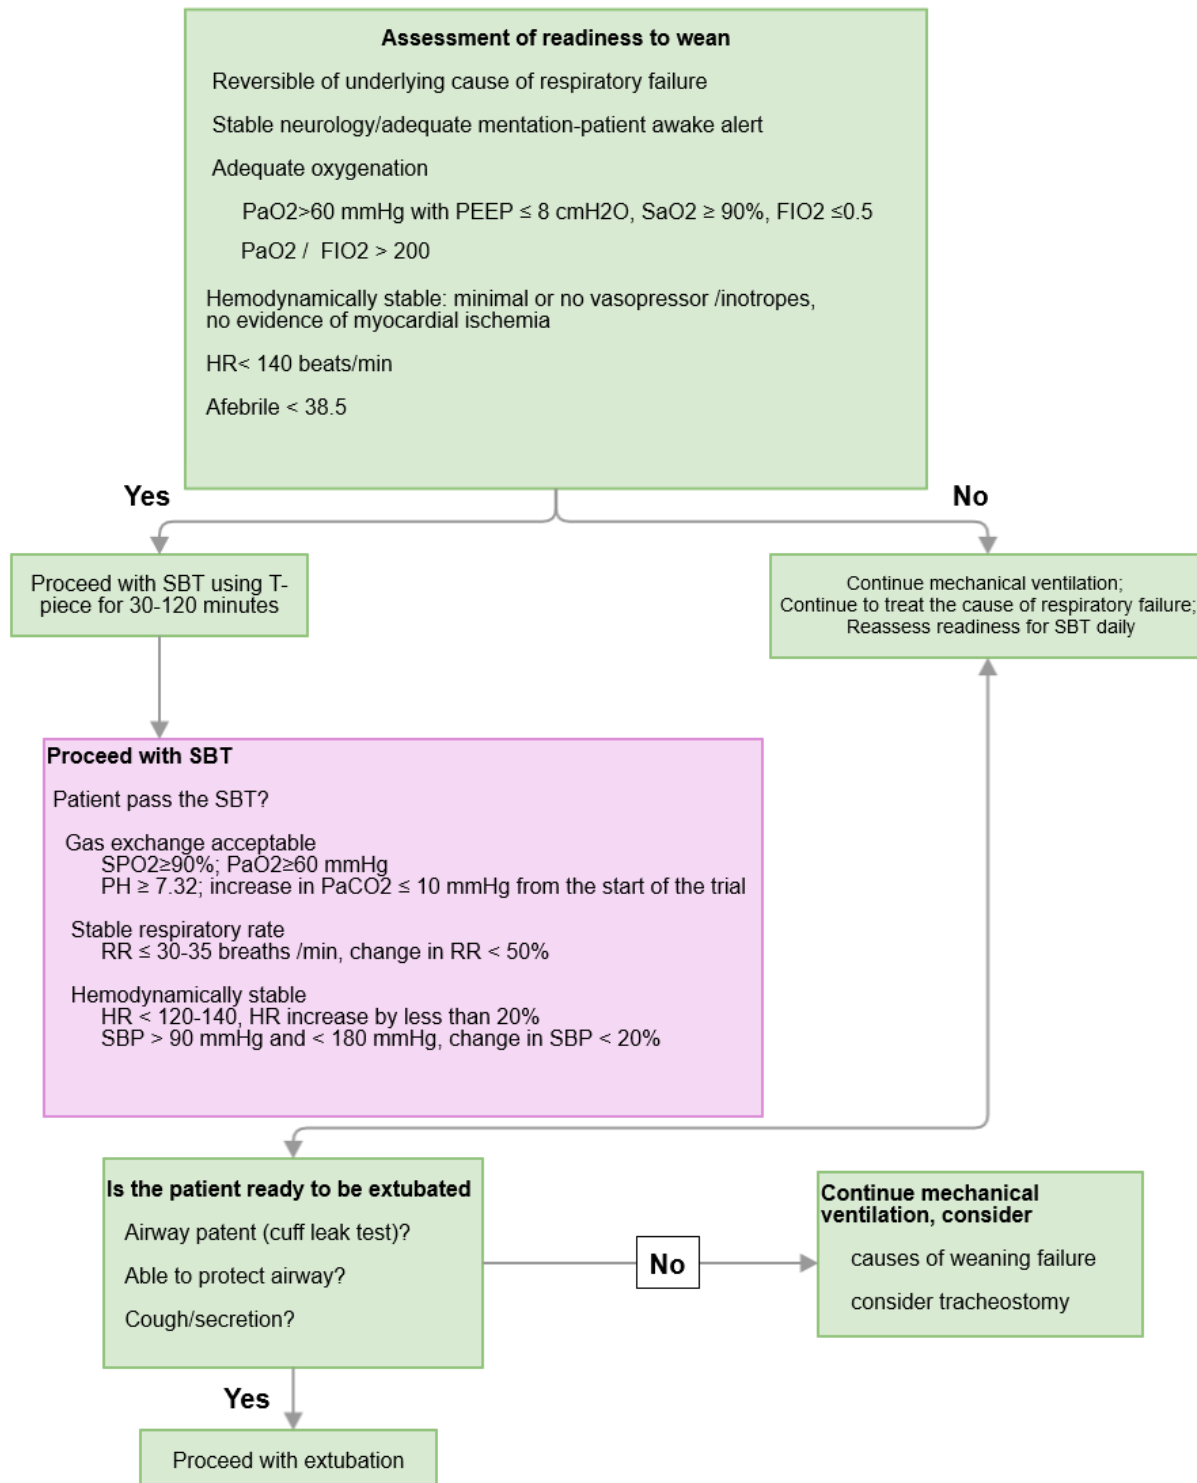 Assessment of readiness to wean
Reversible of underlying cause of respiratory failure
Stable neurology/adequate mentation-patient awake alert
Adequate oxygenation
PaO2>60 mmHg with PEEP ≤ 8 cmH2O, SaO2 ≥ 90%, FIO2 ≤0.5
PaO2 / FIO2 > 200
Hemodynamically stable: minimal or no vasopressor /inotropes,
no evidence of myocardial ischemia
HR< 140 beats/min
Afebrile < 38.5
Yes
No
Proceed with SBT using T-
piece for 30-120 minutes
Continue mechanical ventilation;
Continue to treat the cause of respiratory failure;
Reassess readiness for SBT daily
Proceed with SBT
Patient pass the SBT?
Gas exchange acceptable
SPO2≥90%; PaO2≥60 mmHg
PH ≥ 7.32; increase in PaCO2 ≤ 10 mmHg from the start of the trial
Stable respiratory rate
RR ≤ 30-35 breaths /min, change in RR < 50%
Hemodynamically stable
HR < 120-140, HR increase by less than 20%
SBP > 90 mmHg and < 180 mmHg, change in SBP < 20%
Is the patient ready to be extubated
Airway patent (cuff leak test)?
Able to protect airway?
Cough/secretion?
No
Continue mechanical
ventilation, consider
causes of weaning failure
consider tracheostomy
Yes
Proceed with extubation